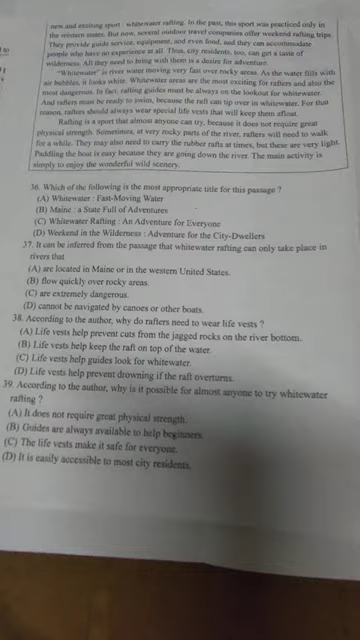 new and exciting sport : whitewater rafting. In the past, this sport was practiced only in
the western states. But now, several outdoor travel companies offer weekend rafting trips.
They provide guide service, equipment, and even food, and they can accommodate
people who have no experience at all. Thus, city residents, too, can get a taste of
wilderness. All they need to bring with them is a desire for adventure.
"Whitewater" is river water moving very fast over rocky areas. As the water fills with
air bubbles, it looks white. Whitewater areas are the most exciting for rafters and also the
most dangerous. In fact, rafting guides must be always on the lookout for whitewater.
And rafters must be ready to swim, because the raft can tip over in whitewater. For that
reason, rafters should always wear special life vests that will keep them afloat.
Rafting is a sport that almost anyone can try, because it does not require great
physical strength. Sometimes, at very rocky parts of the river, rafters will need to walk
for a while. They may also need to carry the rubber rafts at times, but these are very light.
Paddling the boat is easy because they are going down the river. The main activity is
simply to enjoy the wonderful wild scenery.
36. Which of the following is the most appropriate title for this passage ?
(A) Whitewater : Fast-Moving Water
(B) Maine : a State Full of Adventures
(C) Whitewater Rafting : An Adventure for Everyone
(D) Weekend in the Wilderness : Adventure for the City-Dwellers
37. It can be inferred from the passage that whitewater rafting can only take place in
rivers that
(A) are located in Maine or in the western United States.
(B) flow quickly over rocky areas.
(C) are extremely dangerous.
(D) cannot be navigated by canoes or other boats.
38. According to the author, why do rafters need to wear life vests ?
(A) Life vests help prevent cuts from the jagged rocks on the river bottom.
(B) Life vests help keep the raft on top of the water.
(C) Life vests help guides look for whitewater.
(D) Life vests help prevent drowning if the raft overturns.
39. According to the author, why is it possible for almost anyone to try whitewater
rafting ?
(A) It does not require great physical strength.
(B) Guides are always available to help beginners.
(C) The life vests make it safe for everyone.
(D) It is easily accessible to most city residents.